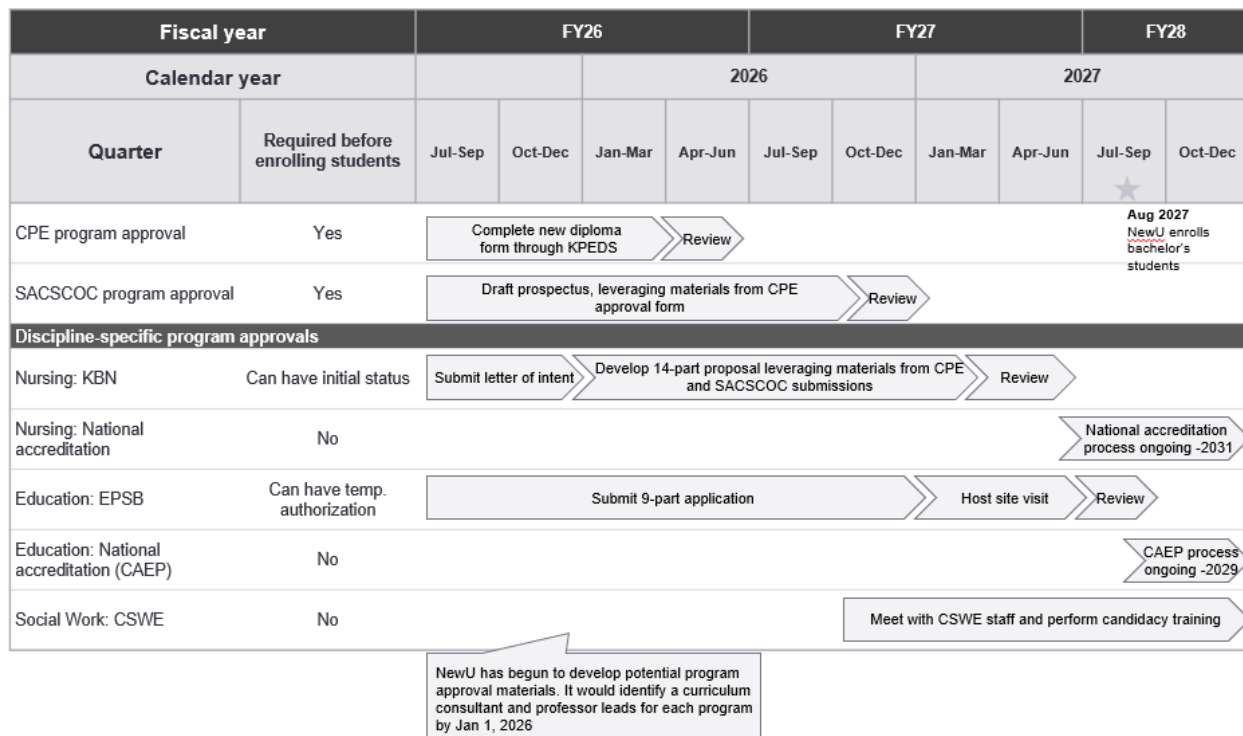 Fiscal year FY26 FY27 FY28
Calendar year 2026 2027
Quarter
Required before
enrolling students
Jul-Sep Oct-Dec Jan-Mar Apr-Jun Jul-Sep Oct-Dec Jan-Mar Apr-Jun Jul-Sep Oct-Dec
CPE program approval
Yes
Complete new diploma
form through KPEDS
Review
Aug 2027
NewU enrolls
bachelor's
students
SACSCOC program approval
Yes
Draft prospectus, leveraging materials from CPE
approval form
Review
Discipline-specific program approvals
Nursing: KBN
Can have initial status
Submit letter of intent
Develop 14-part proposal leveraging materials from CPE
and SACSCOC submissions
Review
Nursing: National
accreditation
No
National accreditation
process ongoing -2031
Education: EPSB
Can have temp.
authorization
Submit 9-part application
Host site visit
Review
Education: National
accreditation (CAEP)
No
CAEP process
ongoing -2029
Social Work: CSWE
No
Meet with CSWE staff and perform candidacy training
NewU has begun to develop potential program
approval materials. It would identify a curriculum
consultant and professor leads for each program
by Jan 1, 2026